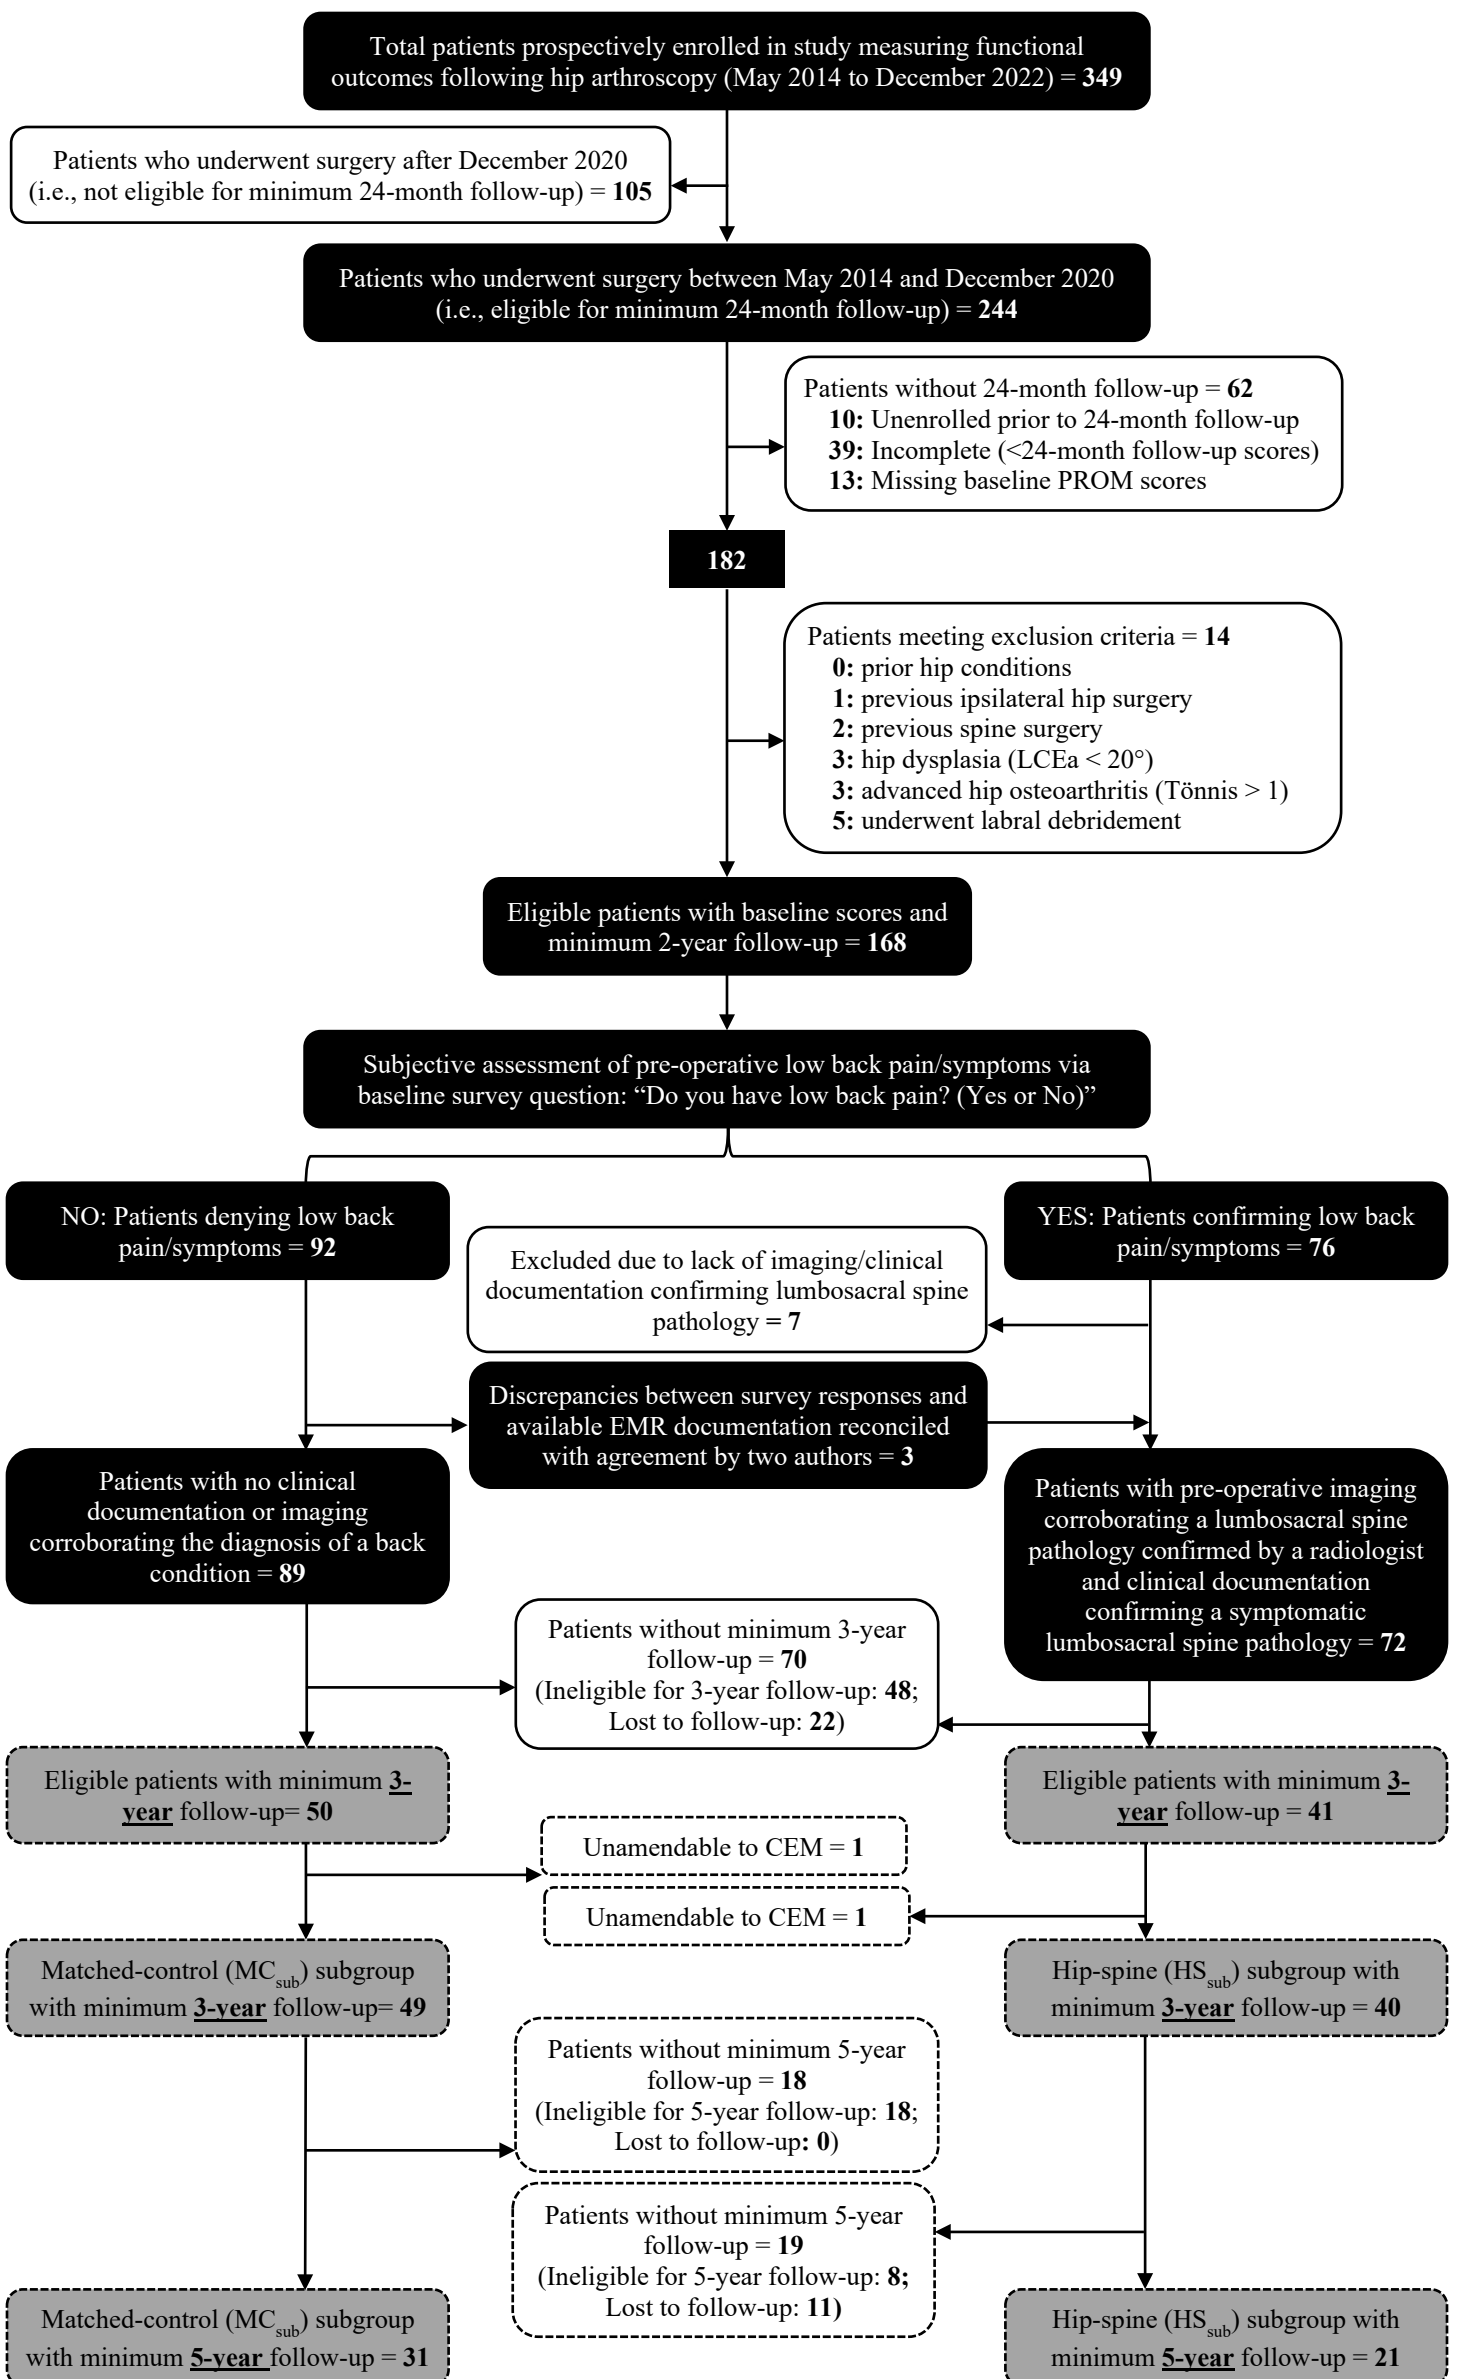 Total patients prospectively enrolled in study measuring functional
outcomes following hip arthroscopy (May 2014 to December 2022) = 349
Patients who underwent surgery after December 2020
(i.e., not eligible for minimum 24-month follow-up) = 105
Patients who underwent surgery between May 2014 and December 2020
(i.e., eligible for minimum 24-month follow-up) = 244
Patients without 24-month follow-up = 62
10: Unenrolled prior to 24-month follow-up
39: Incomplete (<24-month follow-up scores)
13: Missing baseline PROM scores
182
Patients meeting exclusion criteria = 14
0: prior hip conditions
1: previous ipsilateral hip surgery
2: previous spine surgery
3: hip dysplasia (LCEa < 20°)
3: advanced hip osteoarthritis (Tönnis > 1)
5: underwent labral debridement
Eligible patients with baseline scores and
minimum 2-year follow-up = 168
Subjective assessment of pre-operative low back pain/symptoms via
baseline survey question: “Do you have low back pain? (Yes or No)”
NO: Patients denying low back
pain/symptoms = 92
YES: Patients confirming low back
pain/symptoms = 76
Excluded due to lack of imaging/clinical
documentation confirming lumbosacral spine
pathology = 7
Discrepancies between survey responses and
available EMR documentation reconciled
with agreement by two authors = 3
Patients with no clinical
documentation or imaging
corroborating the diagnosis of a back
condition = 89
Patients with pre-operative imaging
corroborating a lumbosacral spine
pathology confirmed by a radiologist
and clinical documentation
confirming a symptomatic
lumbosacral spine pathology = 72
Patients without minimum 3-year
follow-up = 70
(Ineligible for 3-year follow-up: 48;
Lost to follow-up: 22)
Eligible patients with minimum 3-
year follow-up= 50
Eligible patients with minimum 3-
year follow-up = 41
Unamendable to CEM = 1
Unamendable to CEM = 1
Matched-control (MCsub) subgroup
with minimum 3-year follow-up= 49
Hip-spine (HSsub) subgroup with
minimum 3-year follow-up = 40
Patients without minimum 5-year
follow-up = 18
(Ineligible for 5-year follow-up: 18;
Lost to follow-up: 0)
Patients without minimum 5-year
follow-up = 19
(Ineligible for 5-year follow-up: 8;
Lost to follow-up: 11)
Matched-control (MCsub) subgroup
with minimum 5-year follow-up = 31
Hip-spine (HSsub) subgroup with
minimum 5-year follow-up = 21